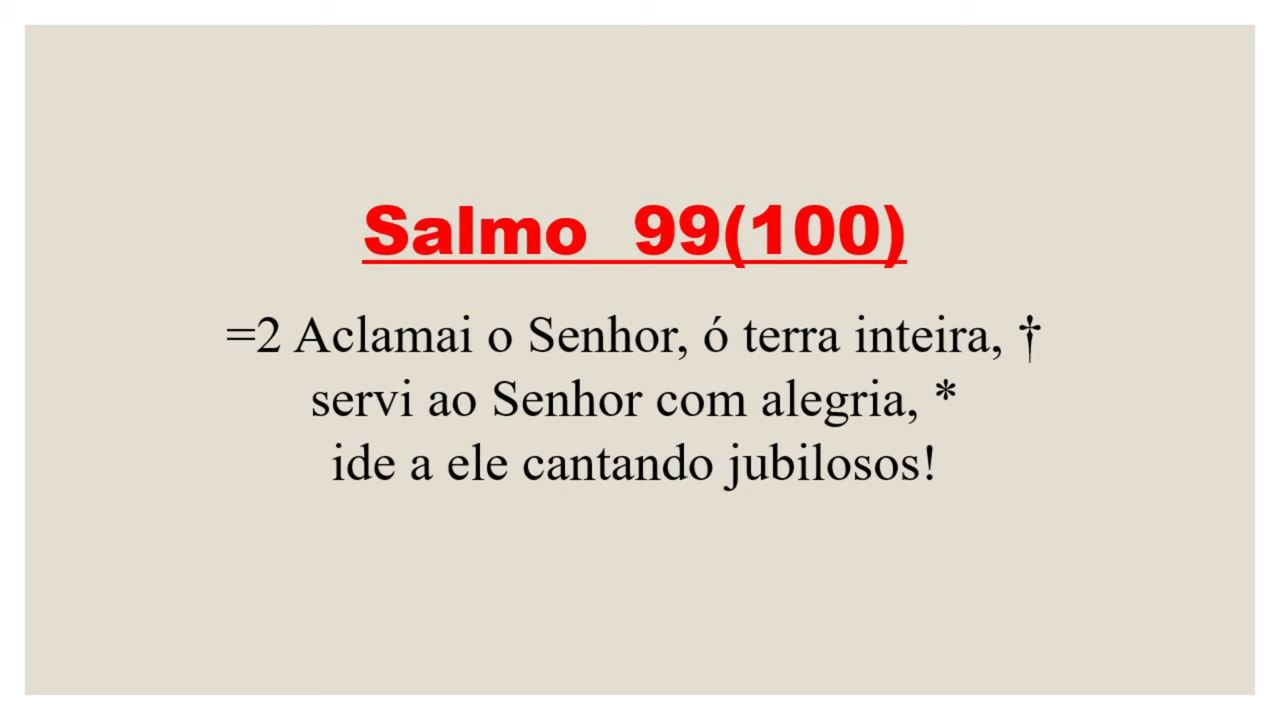 Salmo 99(100)
=2 Aclamai o Senhor, ó terra inteira, †
servi ao Senhor com alegria, *
ide a ele cantando jubilosos!